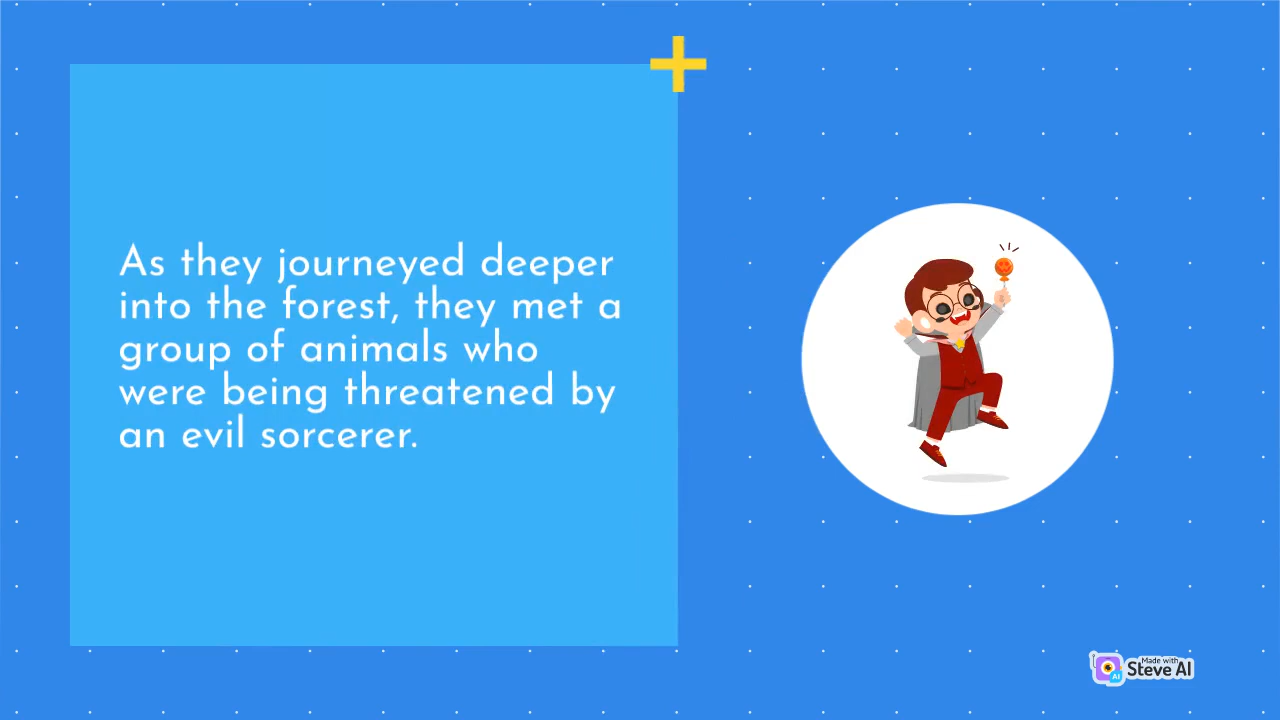 As they journeyed deeper
into the forest, they met a
group of animals who
were being threatened by
an evil sorcerer.
Made with
Steve AI
AI